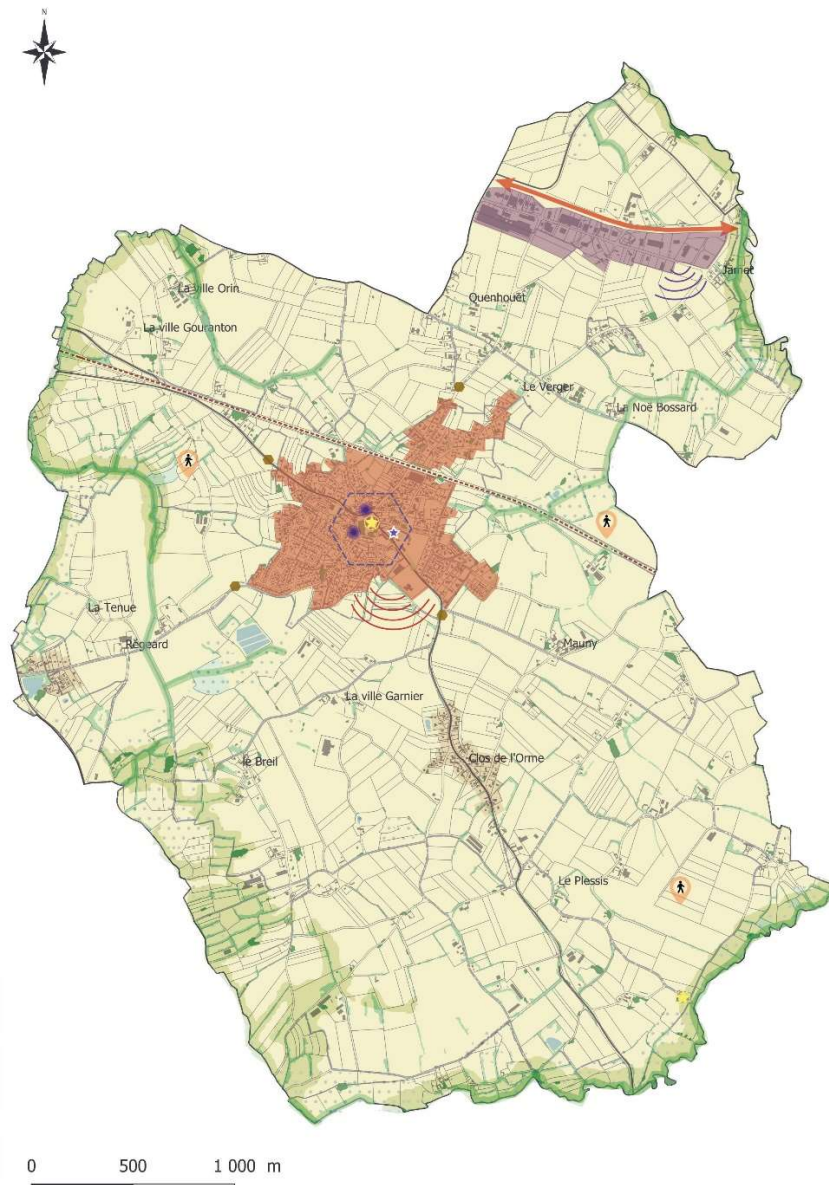 N
Jamet
La ville Orin
Quenhouët
La ville Gouranton
Le Verger
La Noë Bossard
La Tenue
Régeard
Mauny
La ville Garnier
Clos de l'Orme
le Breil
Le Plessis
0 500 1 000 m